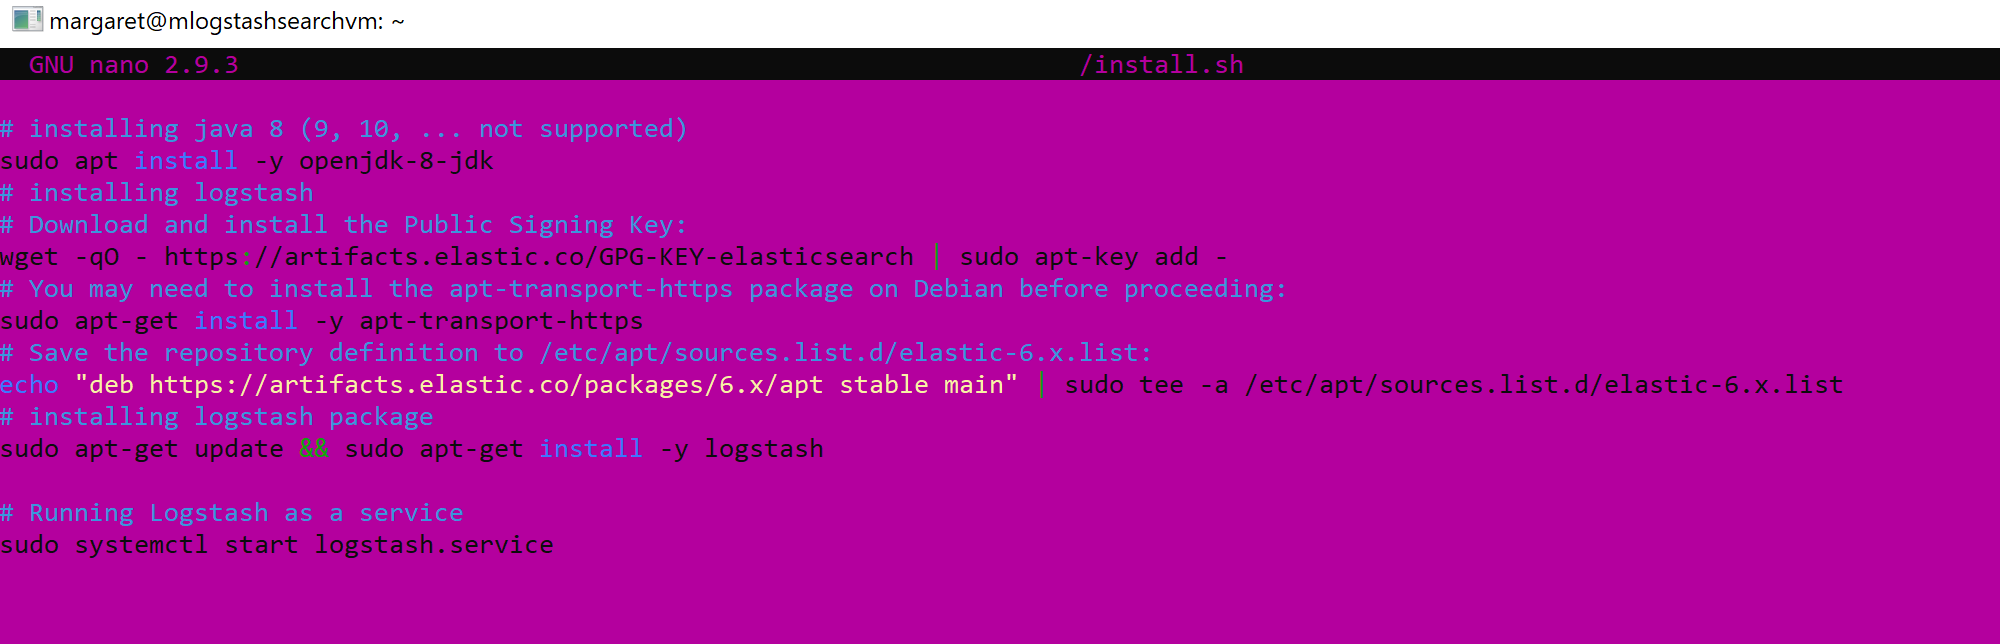 margaret@mlogstashsearchvm: ~
GNU nano 2.9.3 /install.sh
# installing java 8 (9, 10, ... not supported)
sudo apt install -y openjdk-8-jdk
# installing logstash
# Download and install the Public Signing Key:
wget -qO - https://artifacts.elastic.co/GPG-KEY-elasticsearch | sudo apt-key add -
# You may need to install the apt-transport-https package on Debian before proceeding:
sudo apt-get install -y apt-transport-https
# Save the repository definition to /etc/apt/sources.list.d/elastic-6.x.list:
echo "deb https://artifacts.elastic.co/packages/6.x/apt stable main" | sudo tee -a /etc/apt/sources.list.d/elastic-6.x.list
# installing logstash package
sudo apt-get update && sudo apt-get install -y logstash
# Running Logstash as a service
sudo systemctl start logstash.service